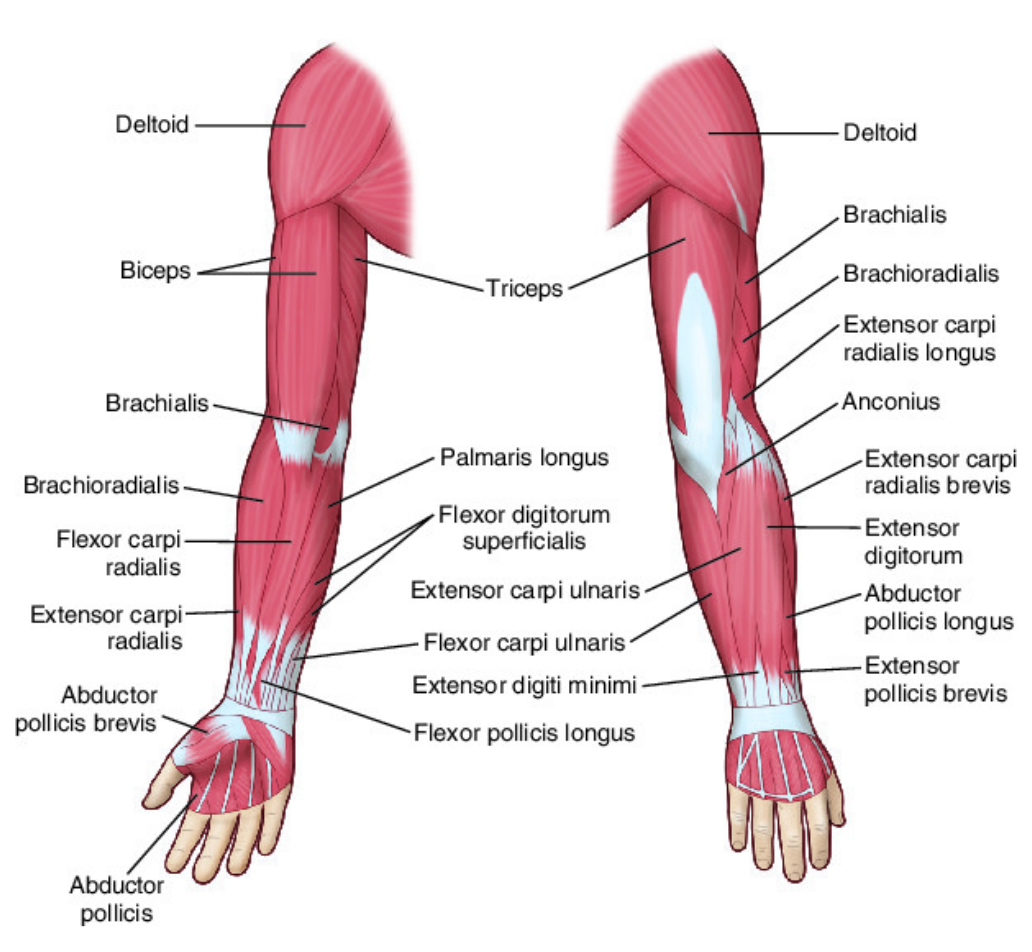 Deltoid
Biceps
Brachialis
Brachioradialis
Flexor carpi
radialis
Extensor carpi
radialis
Abductor
pollicis brevis
Abductor
pollicis
Triceps
Palmaris longus
Flexor digitorum
superficialis
Extensor carpi ulnaris
Flexor carpi ulnaris
Extensor digiti minimi
Flexor pollicis longus
Deltoid
Brachialis
Brachioradialis
Extensor carpi
radialis longus
Anconius
Extensor carpi
radialis brevis
Extensor
digitorum
Abductor
pollicis longus
Extensor
pollicis brevis